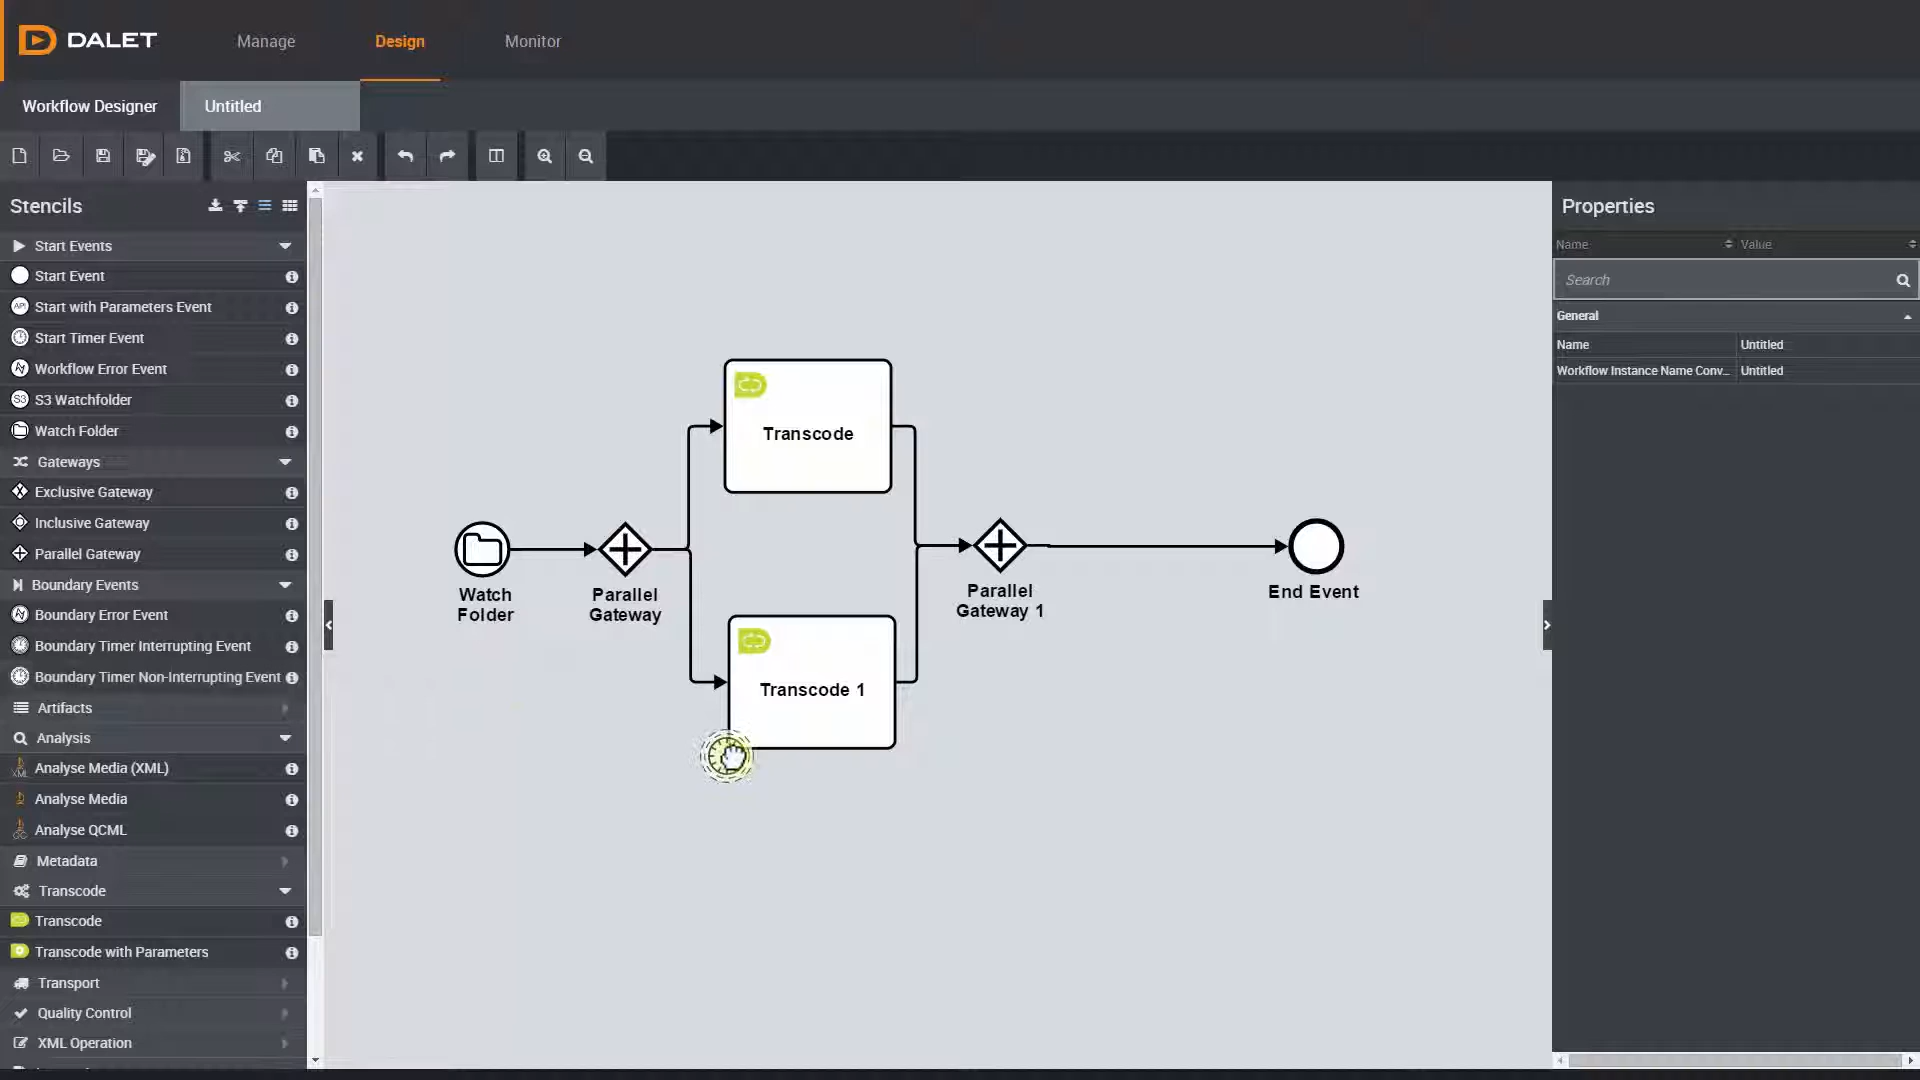 DALET
Manage
Design
Monitor
Workflow Designer
Untitled
Stencils
Start Events
Start Event
API
Start with Parameters Event
Start Timer Event
Workflow Error Event
S3
S3 Watchfolder
Watch Folder
Gateways
Exclusive Gateway
Inclusive Gateway
Parallel Gateway
Boundary Events
Boundary Error Event
Boundary Timer Interrupting Event
Boundary Timer Non-Interrupting Event
Artifacts
Analysis
XML
Analyse Media (XML)
Analyse Media
QC
Analyse QCML
Metadata
Transcode
Transcode
Transcode with Parameters
Transport
Quality Control
XML Operation
Transcode
Watch
Folder
Parallel
Gateway
Transcode 1
Parallel
Gateway 1
End Event
Properties
Name
Value
Search
General
Name
Untitled
Workflow Instance Name Conv...
Untitled